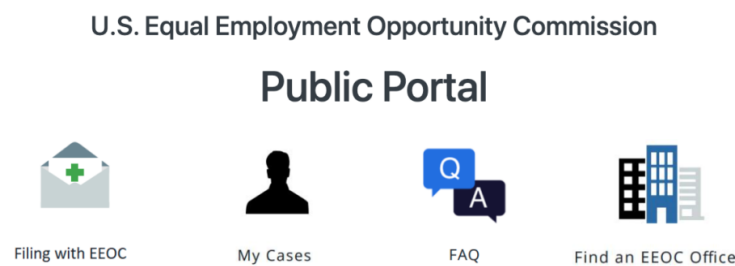 U.S. Equal Employment Opportunity Commission
Public Portal
Q
A
Filing with EEOC
My Cases
FAQ
Find an EEOC Office